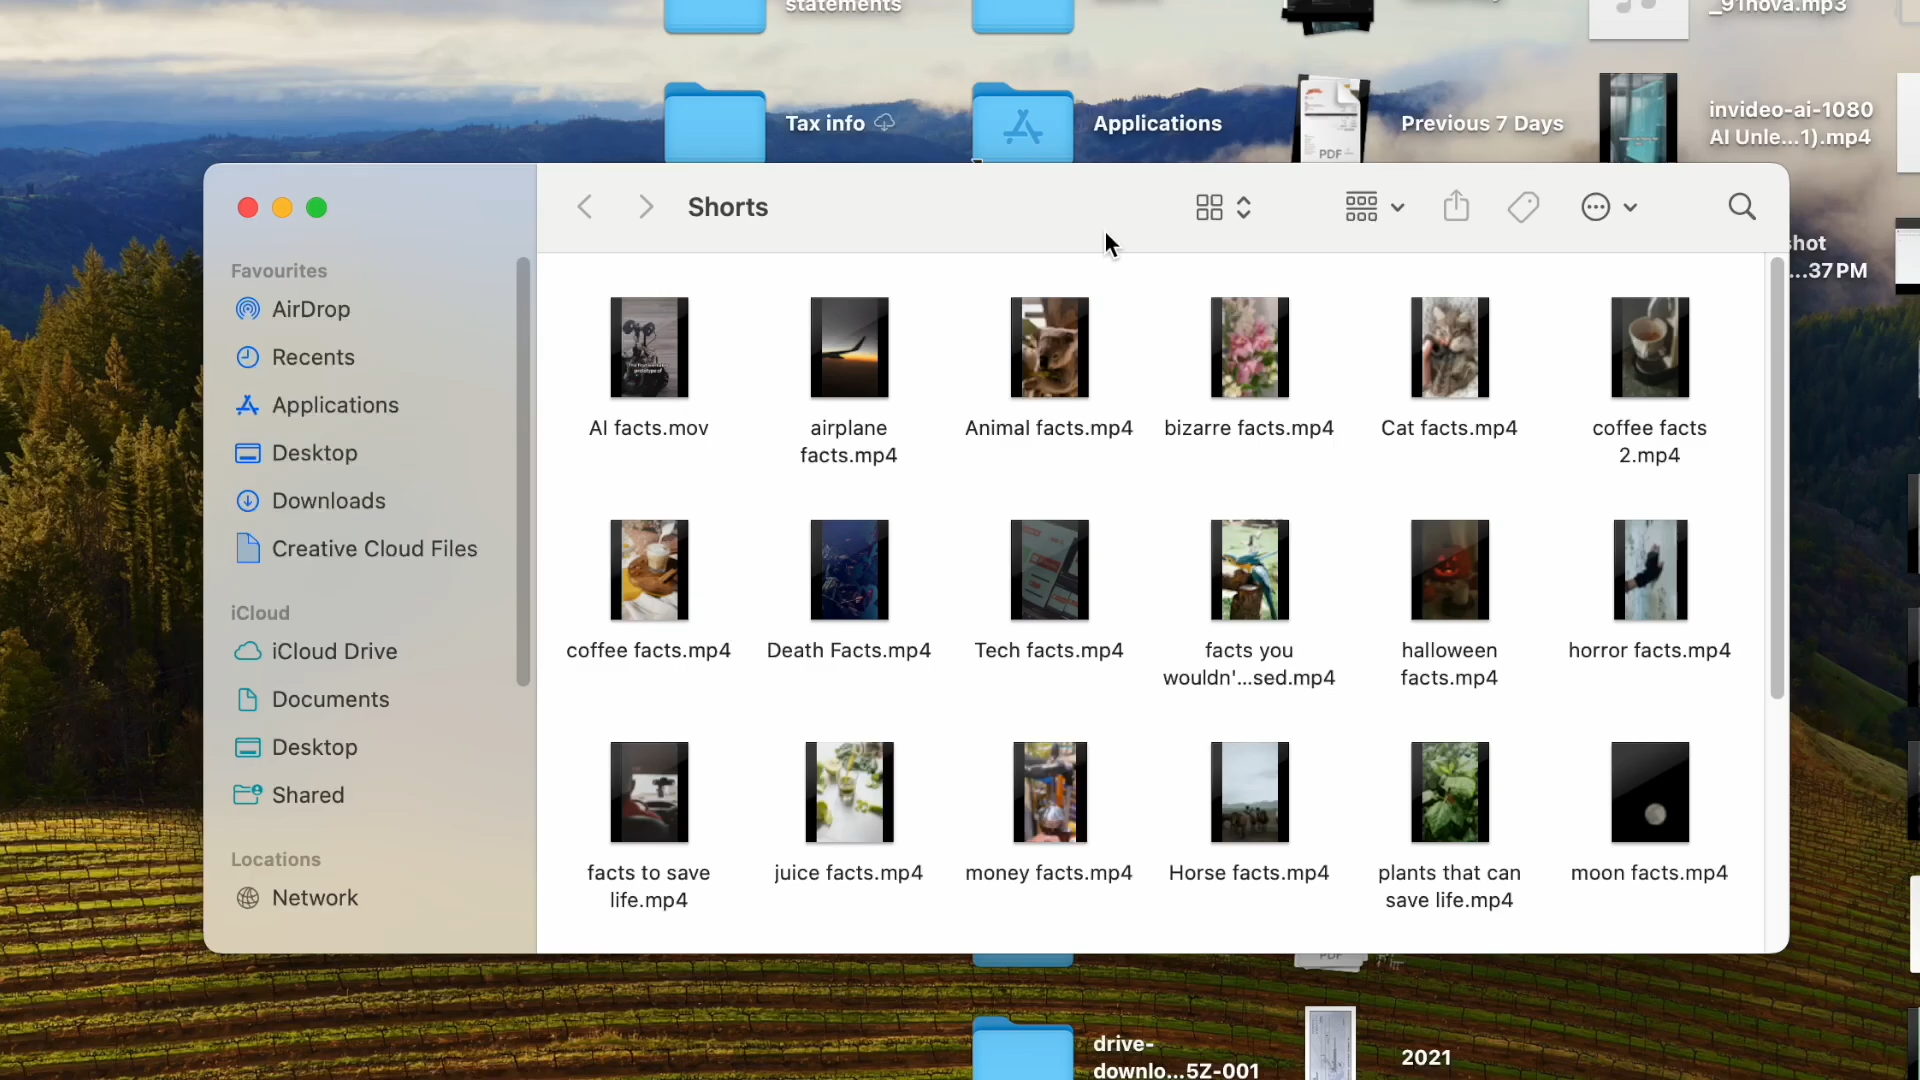 statements
_91nova.mp3
Tax info
Applications
Previous 7 Days
invideo-ai-1080
AI Unle...1).mp4
PDF
Shorts
shot
...37 PM
Favourites
AirDrop
Recents
Applications
Desktop
Downloads
Creative Cloud Files
iCloud
iCloud Drive
Documents
Desktop
Shared
Locations
Network
AI facts.mov
airplane
facts.mp4
Animal facts.mp4
bizarre facts.mp4
Cat facts.mp4
coffee facts
2.mp4
coffee facts.mp4
Death Facts.mp4
Tech facts.mp4
facts you
wouldn'...sed.mp4
halloween
facts.mp4
horror facts.mp4
facts to save
life.mp4
juice facts.mp4
money facts.mp4
Horse facts.mp4
plants that can
save life.mp4
moon facts.mp4
PDF
drive-
downlo...5Z-001
2021